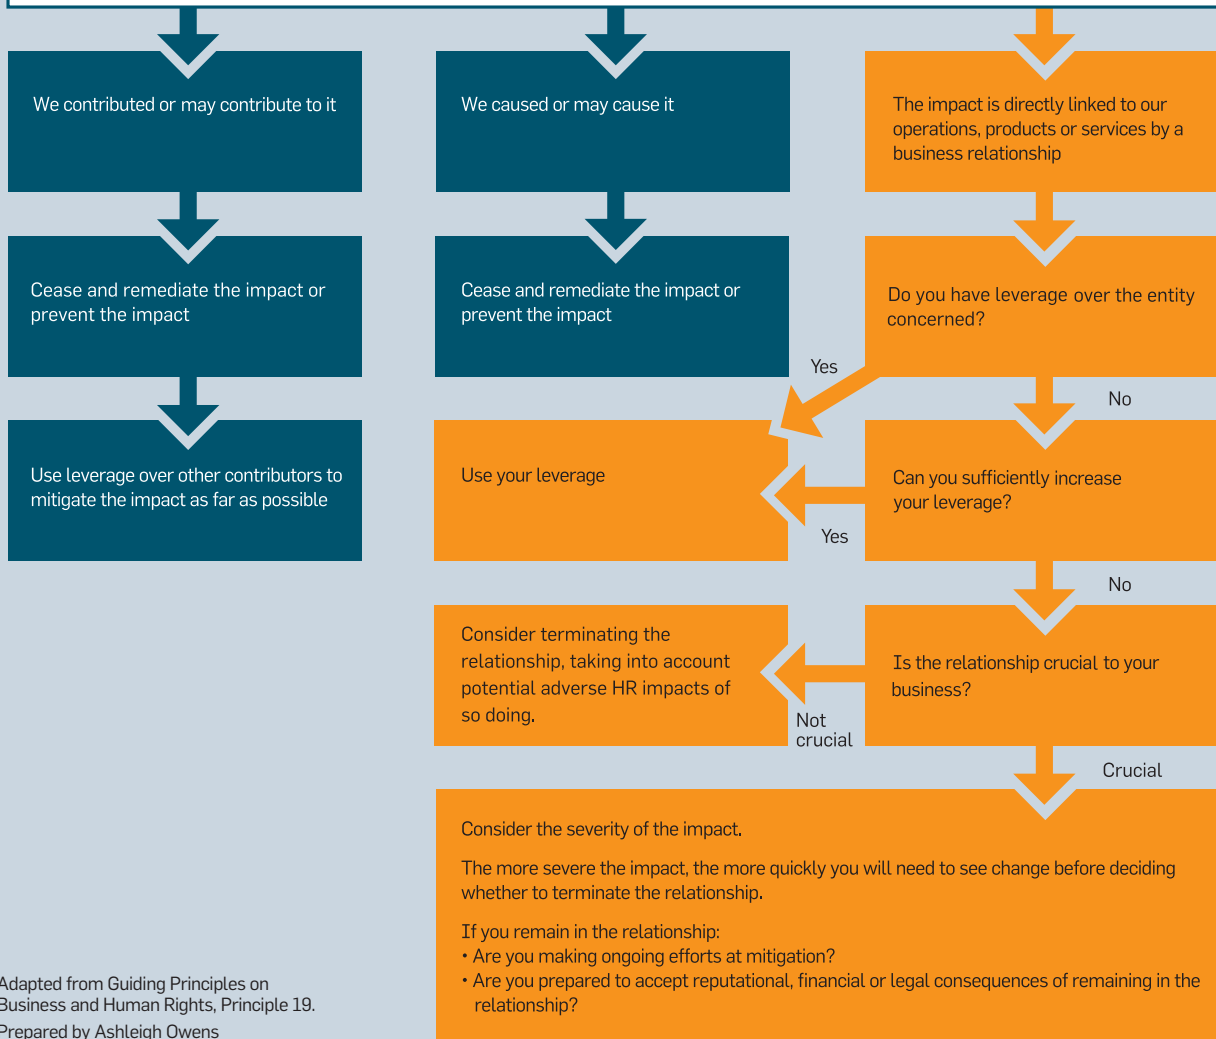 We contributed or may contribute to it
We caused or may cause it
The impact is directly linked to our
operations, products or services by a
business relationship
Cease and remediate the impact or
prevent the impact
Cease and remediate the impact or
prevent the impact
Do you have leverage over the entity
concerned?
Yes
No
Use leverage over other contributors to
mitigate the impact as far as possible
Use your leverage
Can you sufficiently increase
your leverage?
Yes
No
Consider terminating the
relationship, taking into account
potential adverse HR impacts of
so doing.
Is the relationship crucial to your
business?
Not
crucial
Crucial
Consider the severity of the impact.
The more severe the impact, the more quickly you will need to see change before deciding
whether to terminate the relationship.
If you remain in the relationship:
• Are you making ongoing efforts at mitigation?
• Are you prepared to accept reputational, financial or legal consequences of remaining in the
relationship?
Adapted from Guiding Principles on
Business and Human Rights, Principle 19.
Prepared by Ashleigh Owens